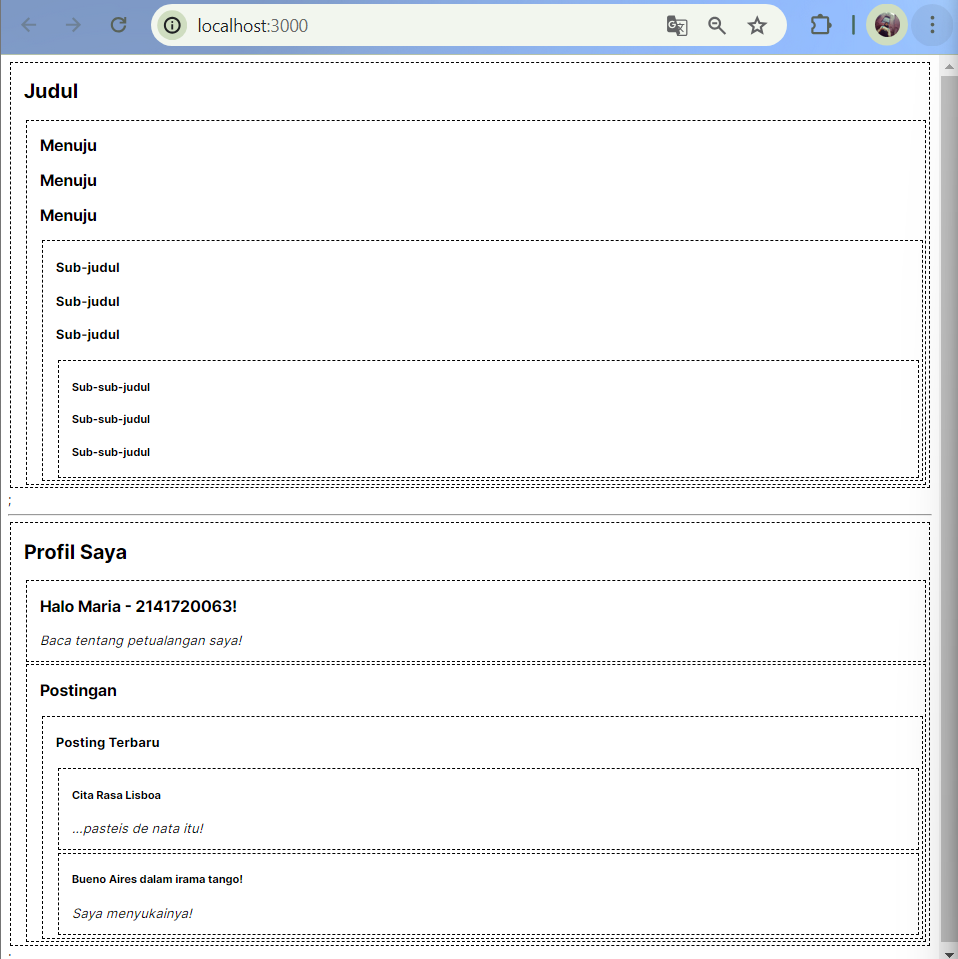 localhost:3000
Judul
Menuju
Menuju
Menuju
Sub-judul
Sub-judul
Sub-judul
Sub-sub-judul
Sub-sub-judul
Sub-sub-judul
;
Profil Saya
Halo Maria - 2141720063!
Baca tentang petualangan saya!
Postingan
Posting Terbaru
Cita Rasa Lisboa
...pasteis de nata itu!
Bueno Aires dalam irama tango!
Saya menyukainya!